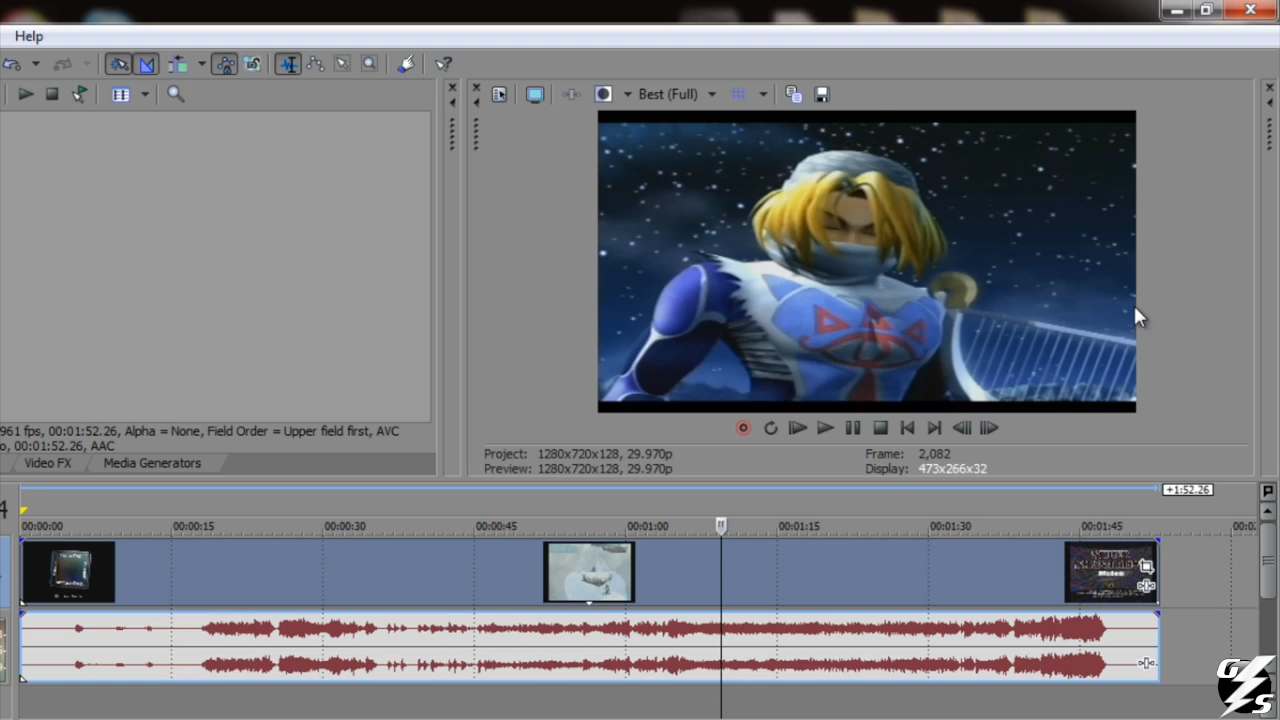 Help
Best (Full)
961 fps, 00:01:52.26, Alpha = None, Field Order = Upper field first, AVC
o, 00:01:52.26, AAC
Video FX
Media Generators
Project: 1280x720x128, 29.970p
Preview: 1280x720x128, 29.970p
Frame: 2,082
Display: 473x266x32
+1:52.26
4
00:00:00
00:00:15
00:00:30
00:00:45
00:01:00
00:01:15
00:01:30
00:01:45
GS